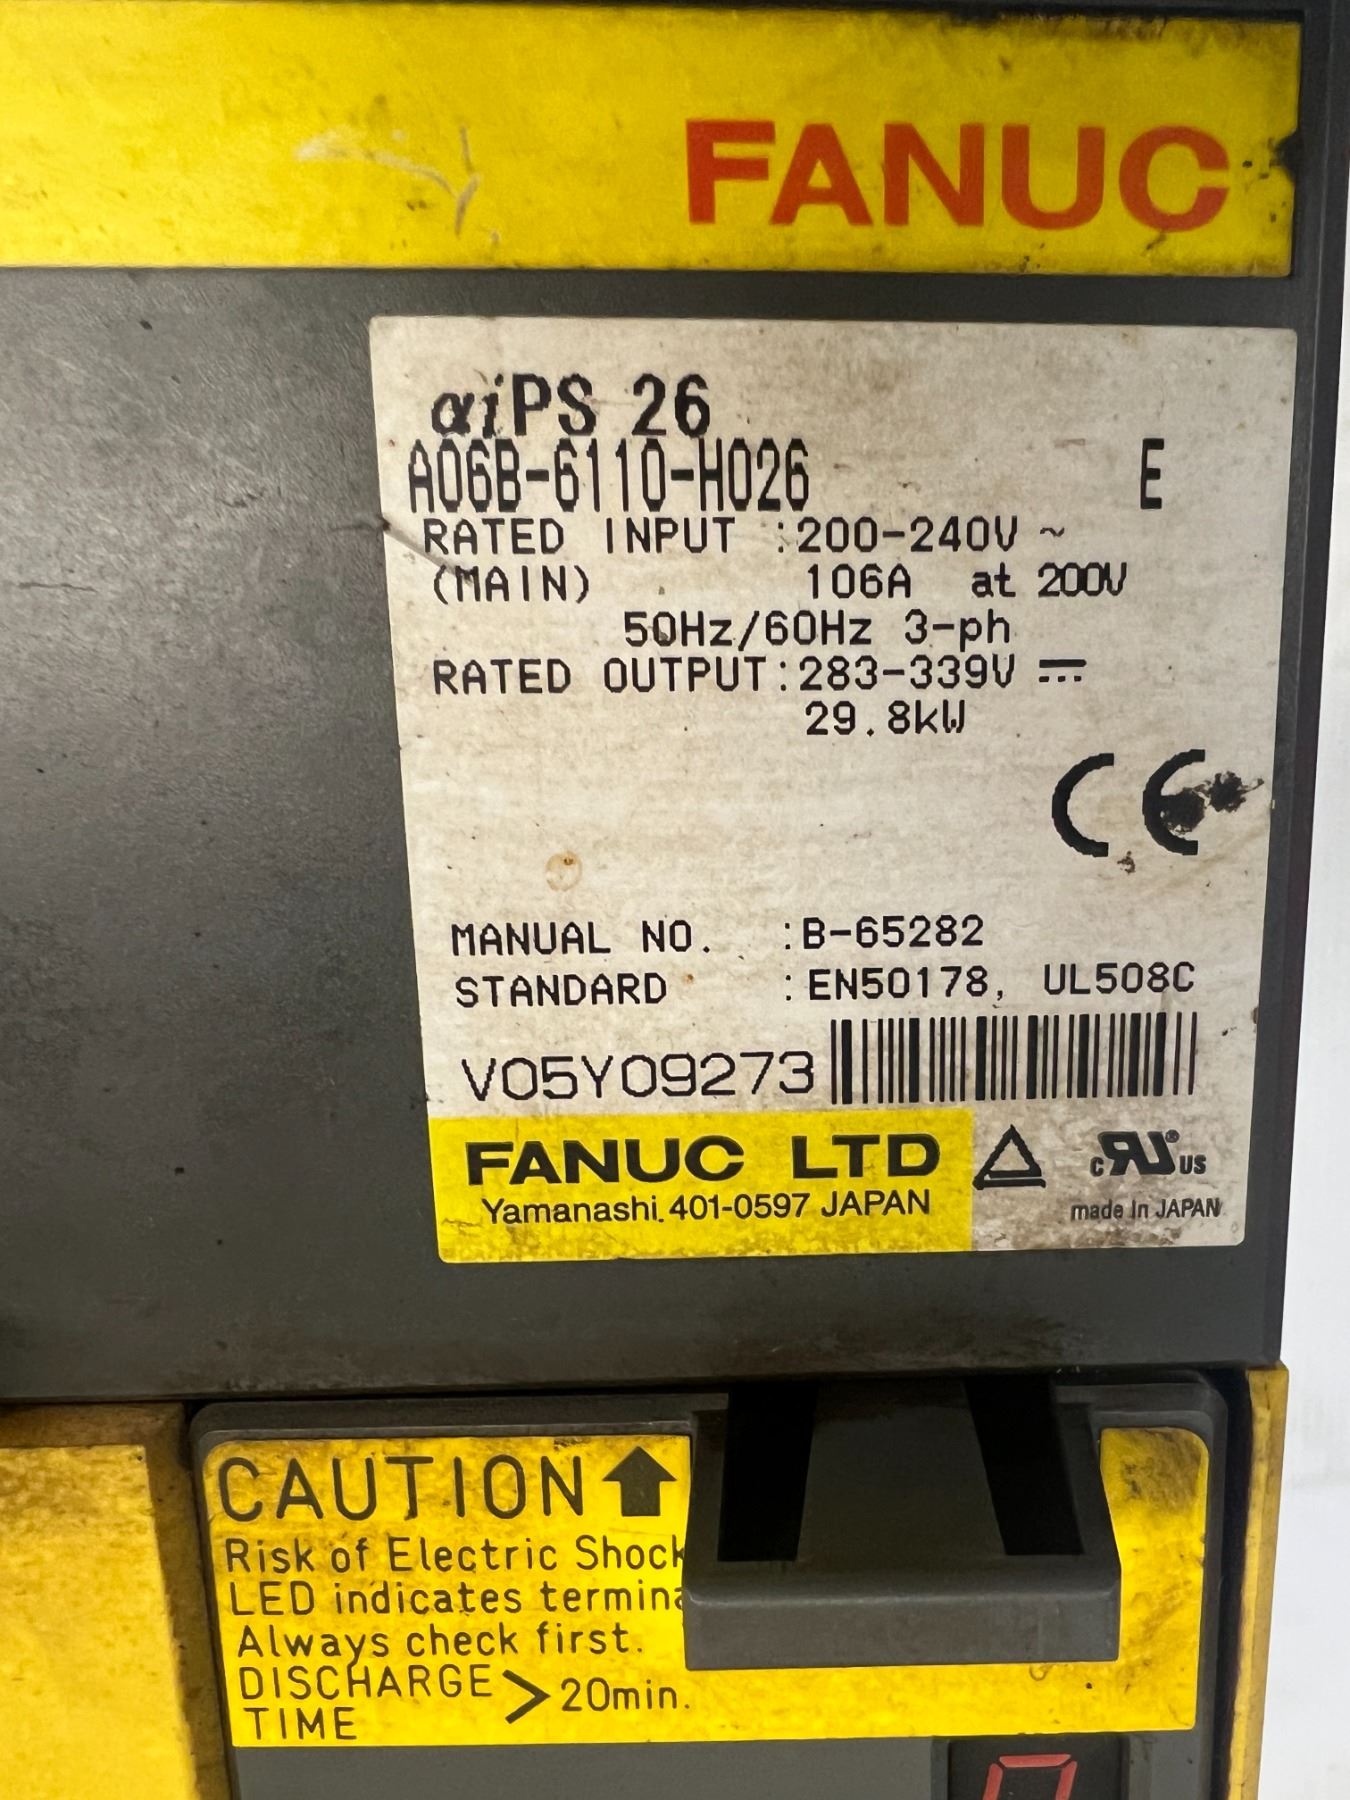 FANUC
αiPS 26
A06B-6110-H026 E
RATED INPUT :200-240V ~
(MAIN) 106A at 200V
50Hz/60Hz 3-ph
RATED OUTPUT:283-339V ⎓
29.8kW
CE
MANUAL NO. :B-65282
STANDARD :EN50178, UL508C
V05Y09273
FANUC LTD
Yamanashi, 401-0597 JAPAN
c RU ® US
made in JAPAN
CAUTION
Risk of Electric Shock
LED indicates
Always check first.
DISCHARGE > 20min.
TIME